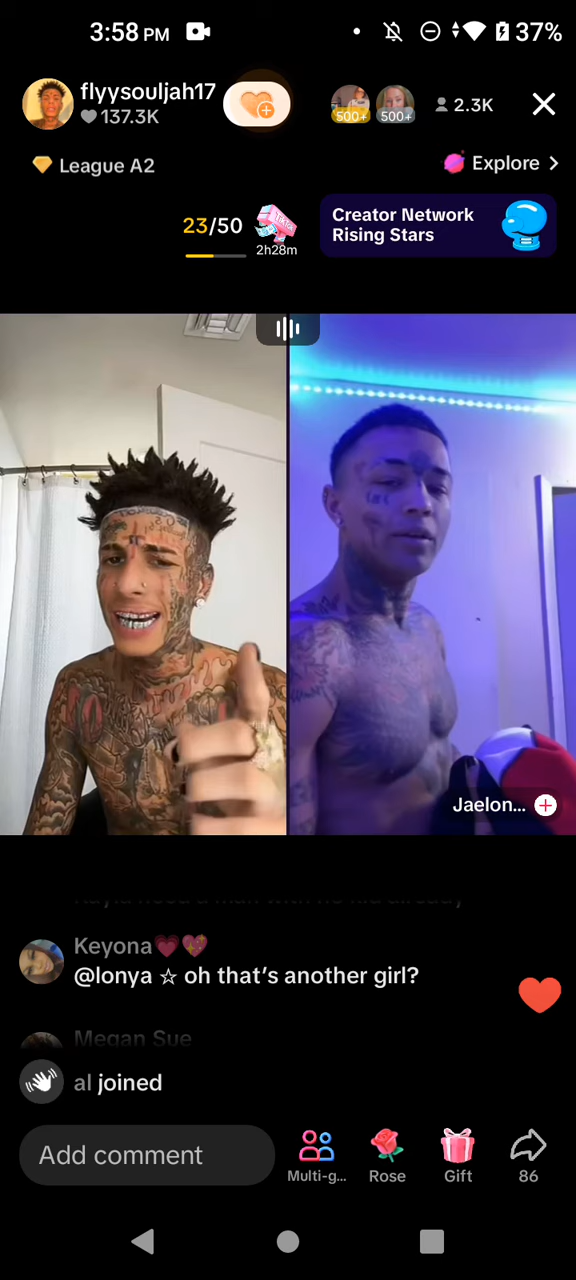 3:58 PM
37%
flyysouljah17
137.3K
500+
500+
2.3K
League A2
Explore
23/50
TikTok
2h28m
Creator Network
Rising Stars
Jaelon...
Keyona
@lonya ☆ oh that's another girl?
Megan Sue
al joined
Add comment
Multi-g...
Rose
Gift
86